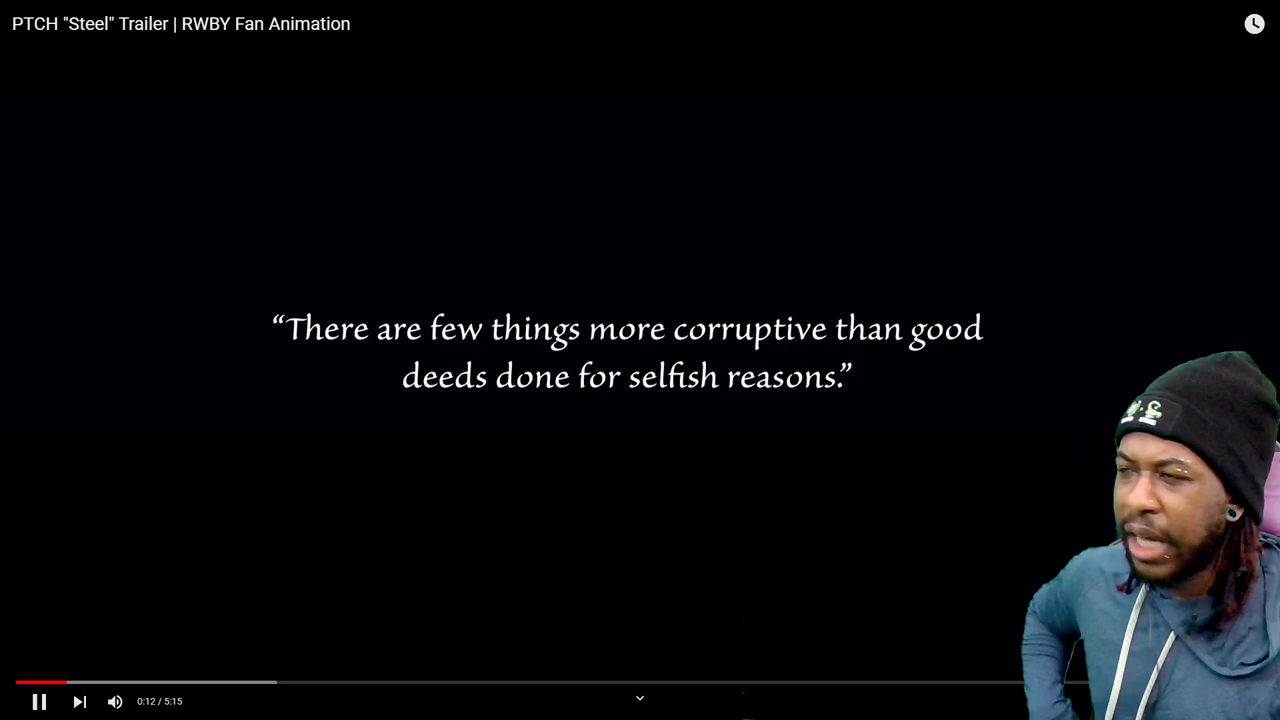 PTCH "Steel" Trailer | RWBY Fan Animation
“There are few things more corruptive than good
deeds done for selfish reasons.”
0:12 / 5:15